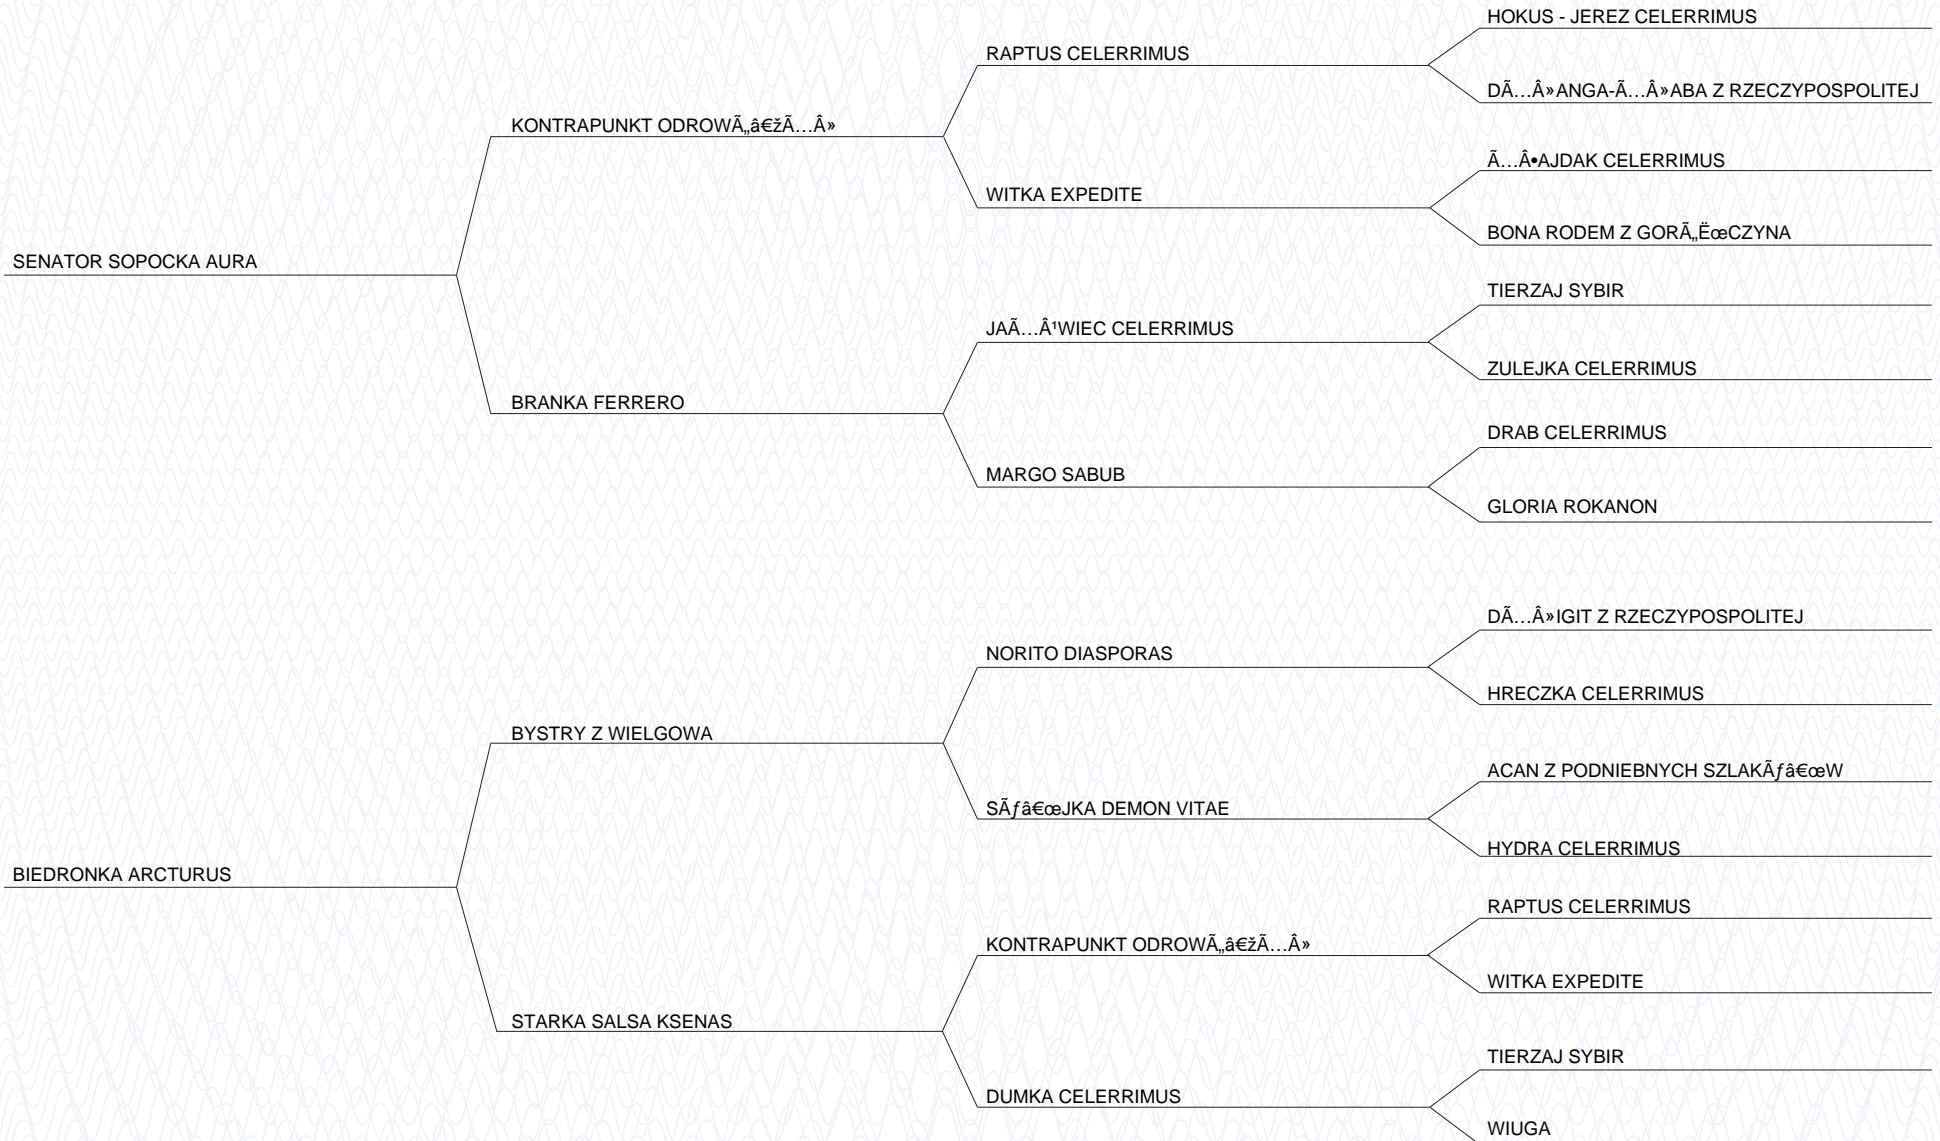 HOKUS - JEREZ CELERRIMUS
RAPTUS CELERRIMUS
DÃ…Â»ANGA-Ã…Â»ABA Z RZECZYPOSPOLITEJ
KONTRAPUNKT ODROWÃ„â€žÃ…Â»
Ã…Â•AJDAK CELERRIMUS
WITKA EXPEDITE
BONA RODEM Z GORÃ„ËœCZYNA
SENATOR SOPOCKA AURA
TIERZAJ SYBIR
JAÃ…Â¹WIEC CELERRIMUS
ZULEJKA CELERRIMUS
BRANKA FERRERO
DRAB CELERRIMUS
MARGO SABUB
GLORIA ROKANON
DÃ…Â»IGIT Z RZECZYPOSPOLITEJ
NORITO DIASPORAS
HRECZKA CELERRIMUS
BYSTRY Z WIELGOWA
ACAN Z PODNIEBNYCH SZLAKÃƒâ€œW
SÃƒâ€œJKA DEMON VITAE
HYDRA CELERRIMUS
BIEDRONKA ARCTURUS
RAPTUS CELERRIMUS
KONTRAPUNKT ODROWÃ„â€žÃ…Â»
WITKA EXPEDITE
STARKA SALSA KSENAS
TIERZAJ SYBIR
DUMKA CELERRIMUS
WIUGA